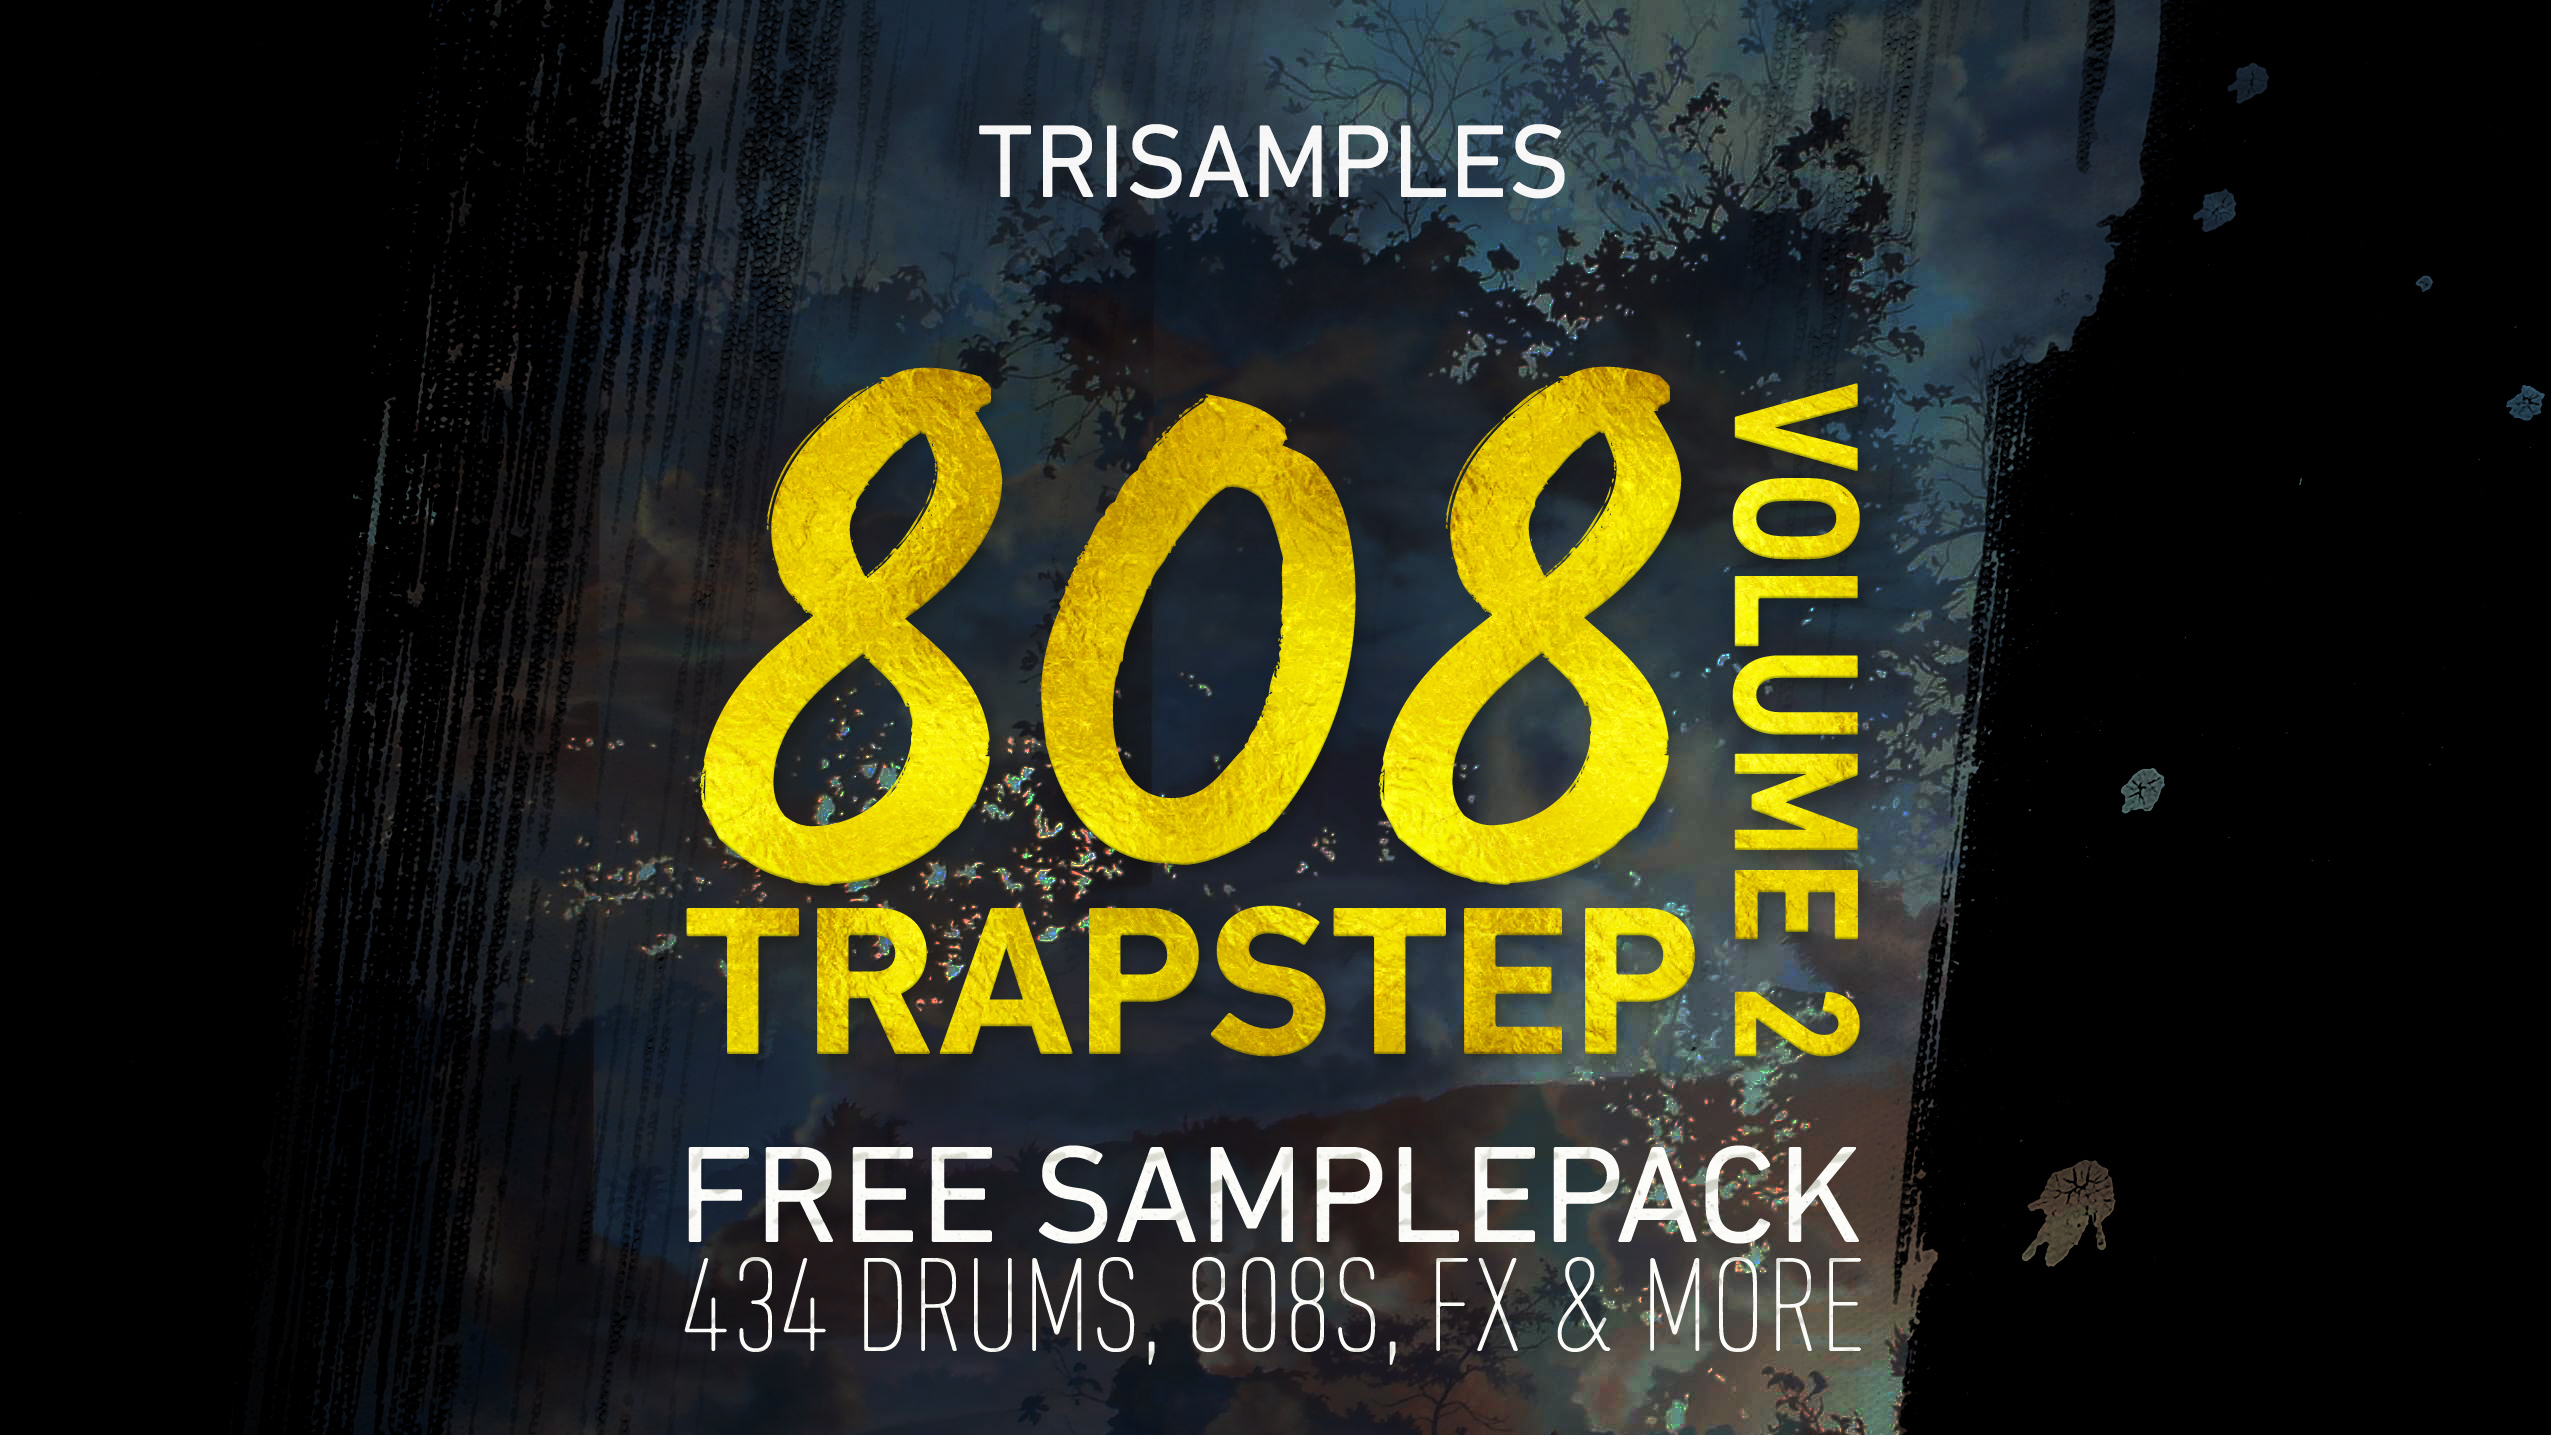 TRISAMPLES
808
TRAPSTEP
VOLUME 2
FREE SAMPLEPACK
434 DRUMS, 808S, FX & MORE